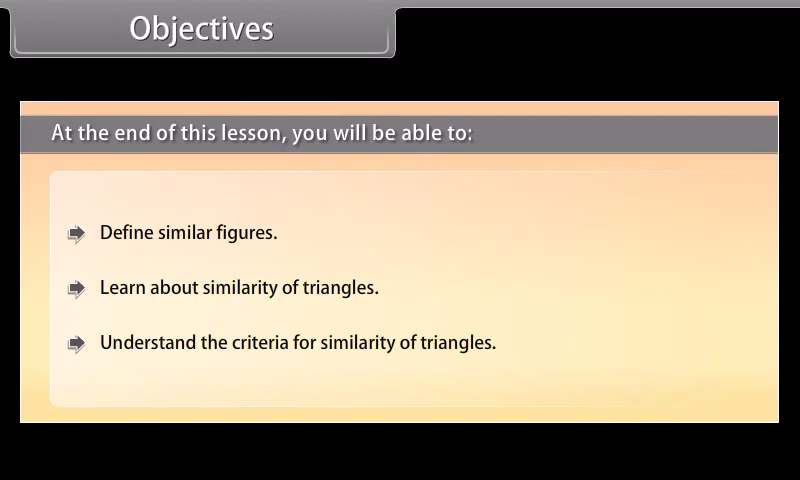 Objectives
At the end of this lesson, you will be able to:
Define similar figures.
Learn about similarity of triangles.
Understand the criteria for similarity of triangles.